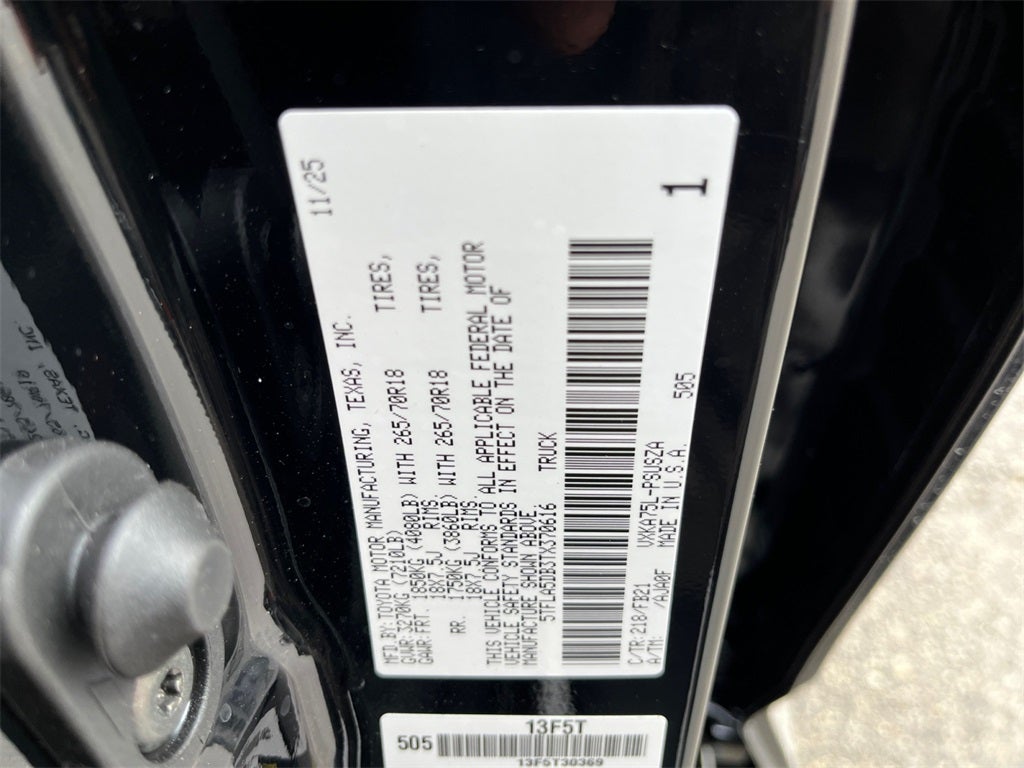 MFD BY:TOYOTA MOTOR MANUFACTURING, TEXAS, INC. 11/25
GVWR:3270KG (7210LB)
GAWR:FRT. 1850KG (4080LB) WITH 265/70R18 TIRES,
18X7.5J RIMS.
RR. 1750KG (3860LB) WITH 265/70R18 TIRES,
18X7.5J RIMS.
THIS VEHICLE CONFORMS TO ALL APPLICABLE FEDERAL MOTOR
VEHICLE SAFETY STANDARDS IN EFFECT ON THE DATE OF
MANUFACTURE SHOWN ABOVE.
5TFLA5DB3TX370616 TRUCK
C/TR:218/FB21 VXKA75L-PSUSZA 505
A/TM: /AJA0F MADE IN U.S.A. 1
13F5T
505
13F5T30369